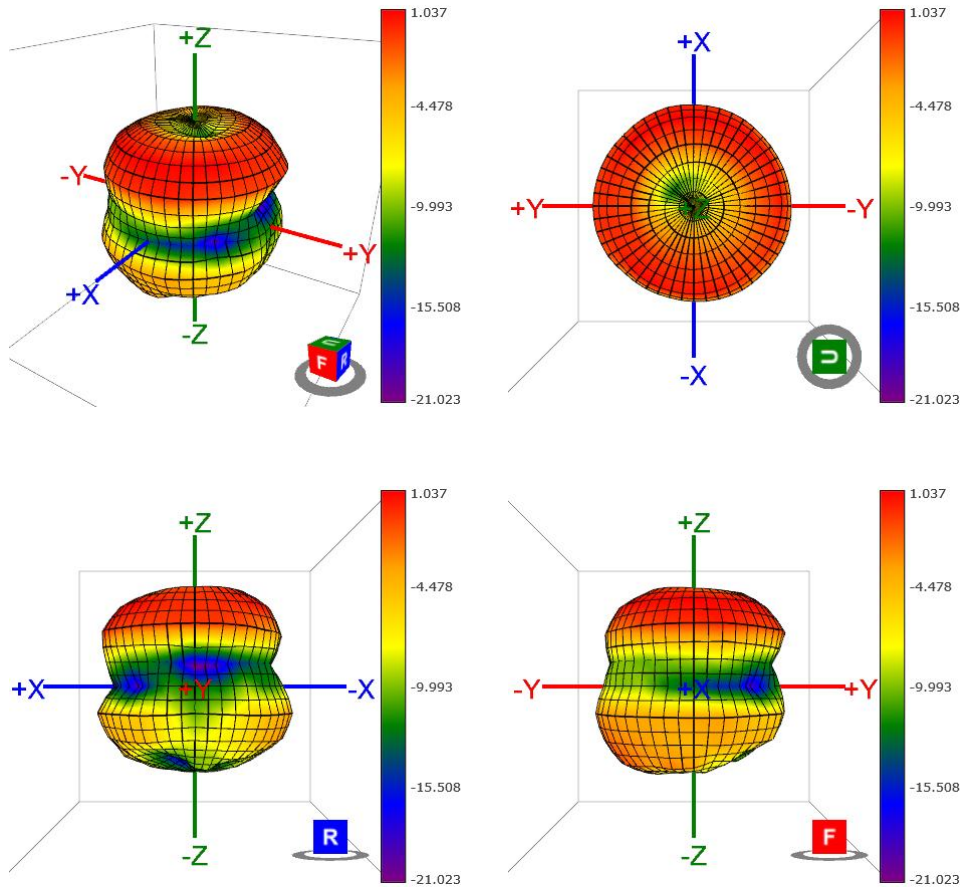 +Z
-Y
+Y
+X
-Z
U
F
R
1.037
-4.478
-9.993
-15.508
-21.023
+X
+Y
-Y
-X
U
1.037
-4.478
-9.993
-15.508
-21.023
+Z
+X
+Y
-X
-Z
R
1.037
-4.478
-9.993
-15.508
-21.023
+Z
-Y
+X
+Y
-Z
F
1.037
-4.478
-9.993
-15.508
-21.023